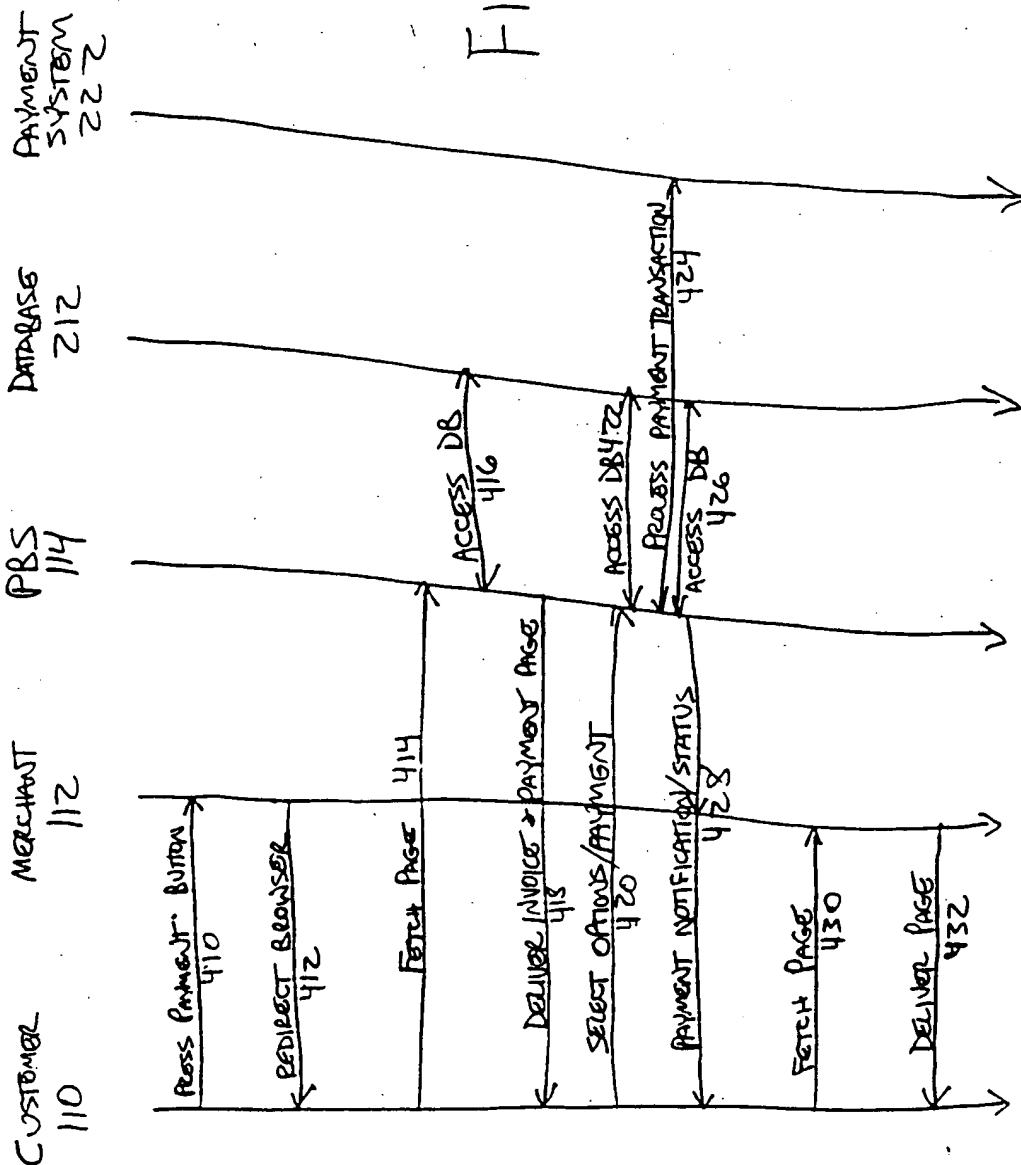 CUSTOMER
110
MERCHANT
112
PBS
114
DATABASE
212
PAYMENT
SYSTEM
222
PRESS PAYMENT BUTTON
410
REDIRECT BROWSER
412
FETCH PAGE 414
ACCESS DB
416
DELIVER INVOICE & PAYMENT PAGE
418
SELECT OPTIONS/PAYMENT
420
ACCESS DB 422
PROCESS PAYMENT TRANSACTION
424
ACCESS DB
426
PAYMENT NOTIFICATION/STATUS
428
FETCH PAGE
430
DELIVER PAGE
432
FI